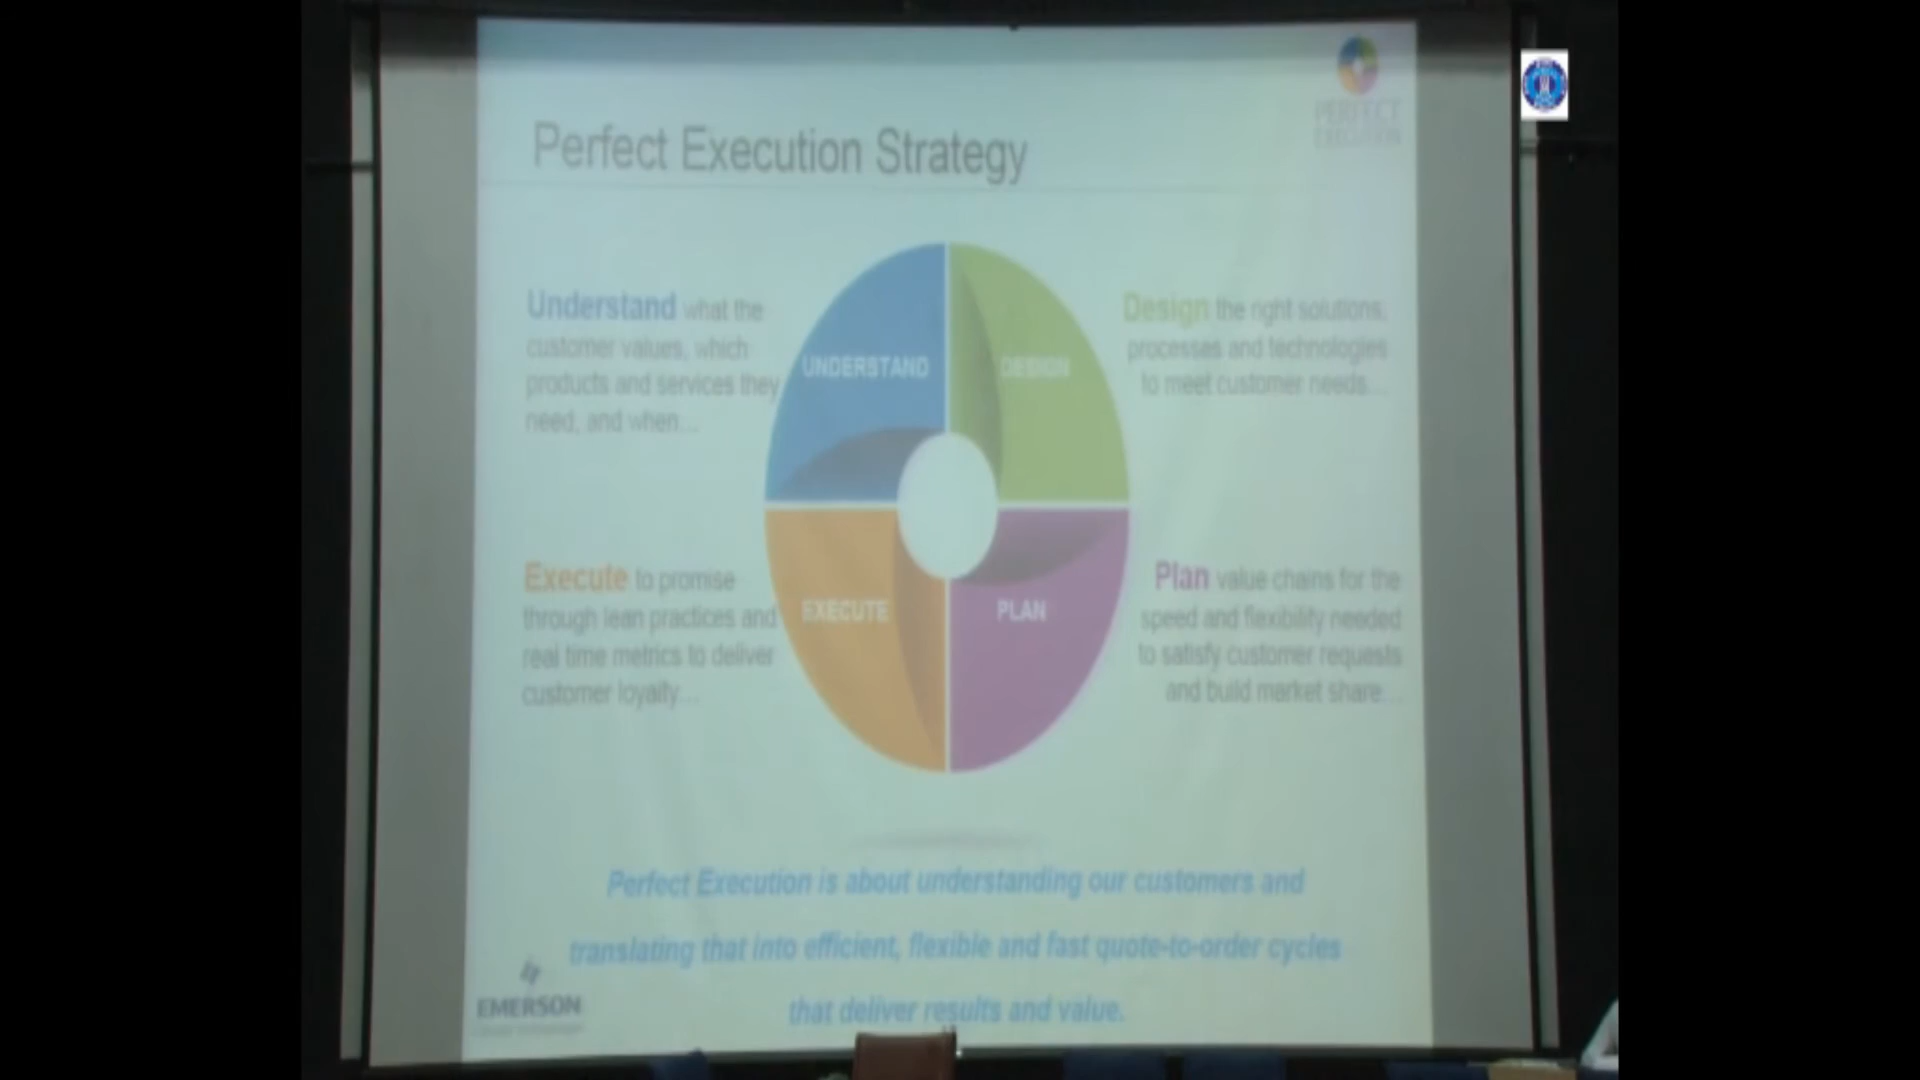 PERFECT
EXECUTION
Perfect Execution Strategy
Understand what the
customer values, which
products and services they
need, and when...
UNDERSTAND
DESIGN
Design the right solutions,
processes and technologies
to meet customer needs...
Execute to promise
through lean practices and
real time metrics to deliver
customer loyalty...
EXECUTE
PLAN
Plan value chains for the
speed and flexibility needed
to satisfy customer requests
and build market share...
Perfect Execution is about understanding our customers and
translating that into efficient, flexible and fast quote-to-order cycles
that deliver results and value.
EMERSON